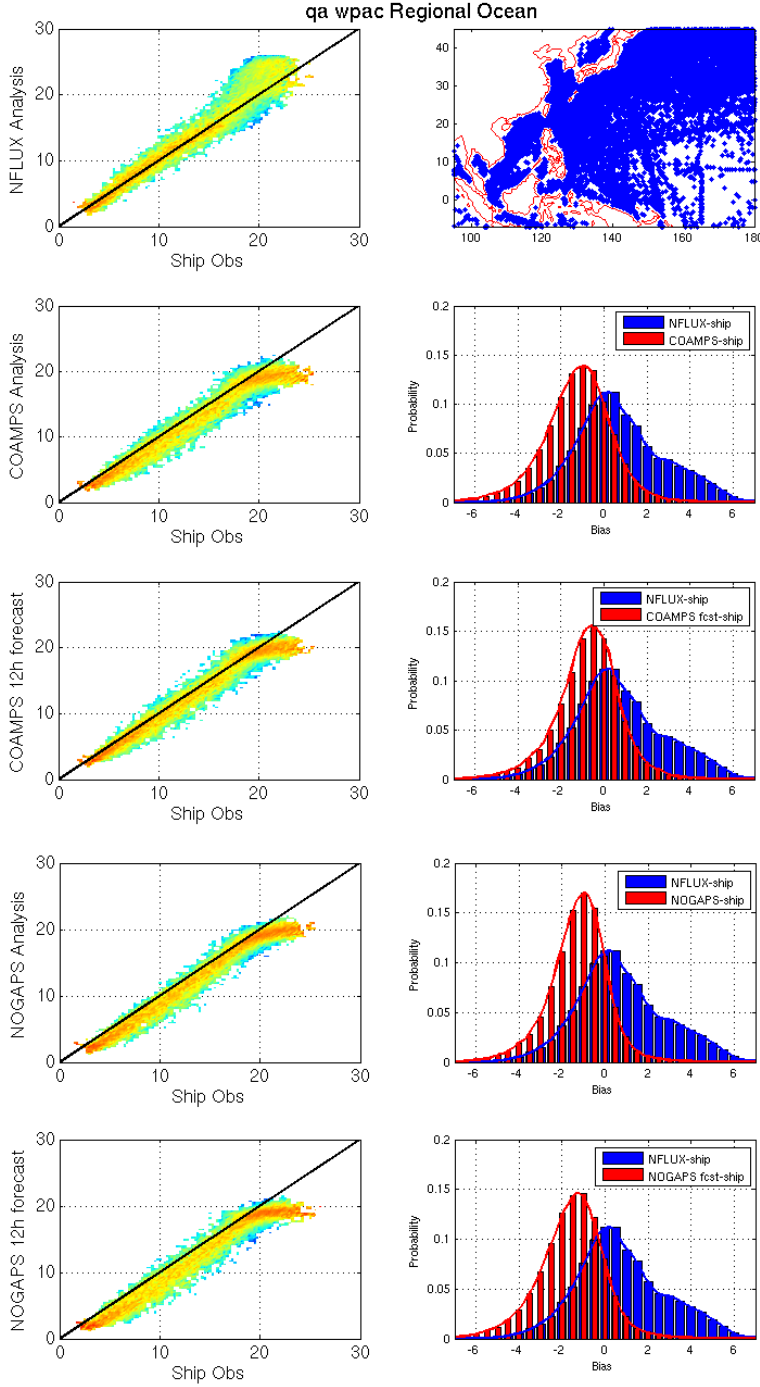 qa wpac Regional Ocean
NFLUX Analysis
30
20
10
0
0 10 20 30
Ship Obs
40
30
20
10
0
100 120 140 160 180
COAMPS Analysis
30
20
10
0
0 10 20 30
Ship Obs
Probability
0.2
0.15
0.1
0.05
0
-6 -4 -2 0 2 4 6
Bias
NFLUX-ship
COAMPS-ship
COAMPS 12h forecast
30
20
10
0
0 10 20 30
Ship Obs
Probability
0.2
0.15
0.1
0.05
0
-6 -4 -2 0 2 4 6
Bias
NFLUX-ship
COAMPS fcst-ship
NOGAPS Analysis
30
20
10
0
0 10 20 30
Ship Obs
Probability
0.2
0.15
0.1
0.05
0
-6 -4 -2 0 2 4 6
Bias
NFLUX-ship
NOGAPS-ship
NOGAPS 12h forecast
30
20
10
0
0 10 20 30
Ship Obs
Probability
0.2
0.15
0.1
0.05
0
-6 -4 -2 0 2 4 6
Bias
NFLUX-ship
NOGAPS fcst-ship